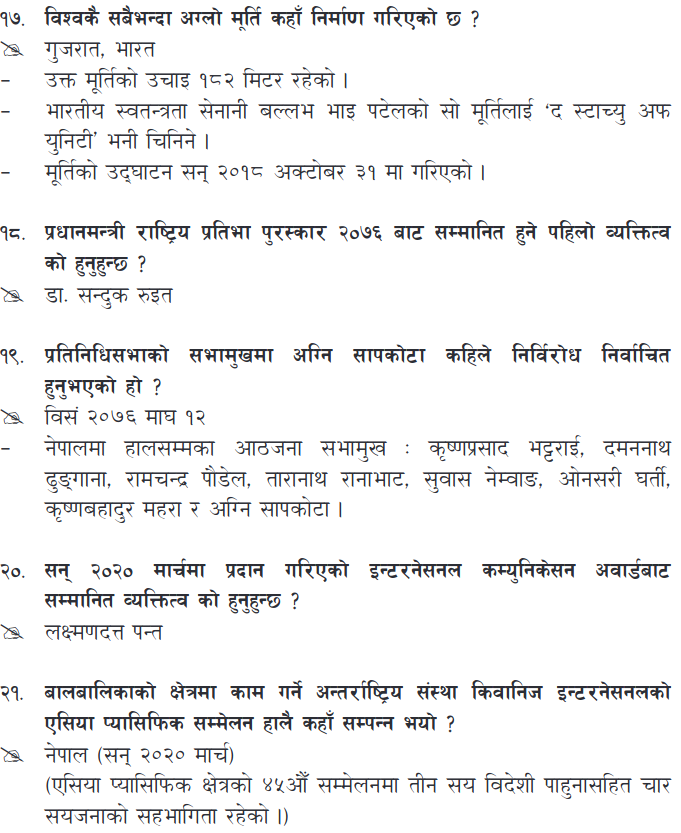 १७. विश्वकै सबैभन्दा अग्लो मूर्ति कहाँ निर्माण गरिएको छ ?
गुजरात, भारत
– उक्त मूर्तिको उचाइ १८२ मिटर रहेको ।
– भारतीय स्वतन्त्रता सेनानी बल्लभ भाइ पटेलको सो मूर्तिलाई ‘द स्टाच्यु अफ
युनिटी’ भनी चिनिने ।
– मूर्तिको उद्घाटन सन् २०१८ अक्टोबर ३१ मा गरिएको ।
१८. प्रधानमन्त्री राष्ट्रिय प्रतिभा पुरस्कार २०७६ बाट सम्मानित हुने पहिलो व्यक्तित्व
को हुनुहुन्छ ?
डा. सन्दुक रुइत
१९. प्रतिनिधिसभाको सभामुखमा अग्नि सापकोटा कहिले निर्विरोध निर्वाचित
हुनुभएको हो ?
विसं २०७६ माघ १२
– नेपालमा हालसम्मका आठजना सभामुख : कृष्णप्रसाद भट्टराई, दमननाथ
ढुङ्गाना, रामचन्द्र पौडेल, तारानाथ रानाभाट, सुवास नेम्वाङ, ओनसरी घर्ती,
कृष्णबहादुर महरा र अग्नि सापकोटा ।
२०. सन् २०२० मार्चमा प्रदान गरिएको इन्टरनेसनल कम्युनिकेसन अवार्डबाट
सम्मानित व्यक्तित्व को हुनुहुन्छ ?
लक्ष्मणदत्त पन्त
२१. बालबालिकाको क्षेत्रमा काम गर्ने अन्तर्राष्ट्रिय संस्था किवानिज इन्टरनेसनलको
एसिया प्यासिफिक सम्मेलन हालै कहाँ सम्पन्न भयो ?
नेपाल (सन् २०२० मार्च)
(एसिया प्यासिफिक क्षेत्रको ४५औँ सम्मेलनमा तीन सय विदेशी पाहुनासहित चार
सयजनाको सहभागिता रहेको ।)